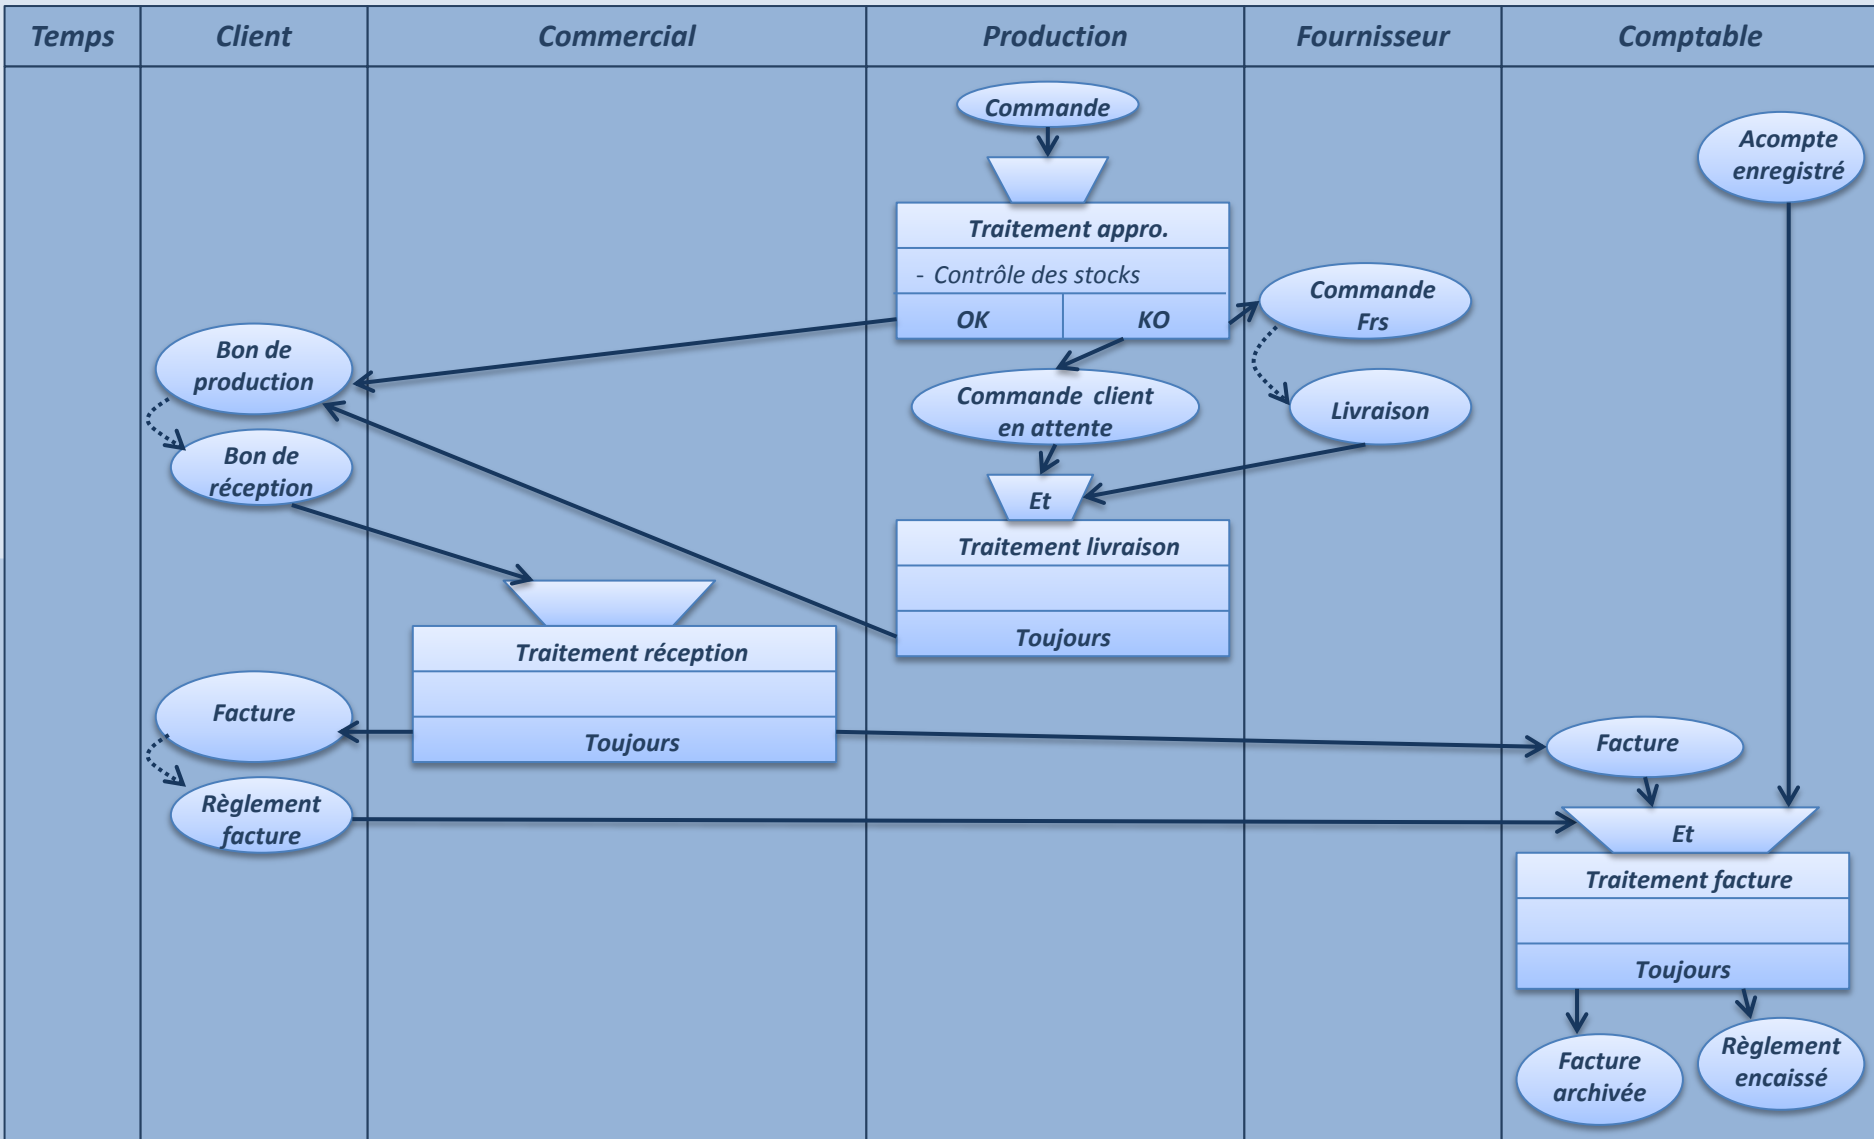 Temps
Client
Commercial
Production
Fournisseur
Comptable
Commande
Acompte
enregistré
Traitement appro.
- Contrôle des stocks
OK
KO
Commande
Frs
Bon de
production
Commande client
en attente
Livraison
Bon de
réception
Et
Traitement livraison
Toujours
Traitement réception
Toujours
Facture
Facture
Règlement
facture
Et
Traitement facture
Toujours
Facture
archivée
Règlement
encaissé